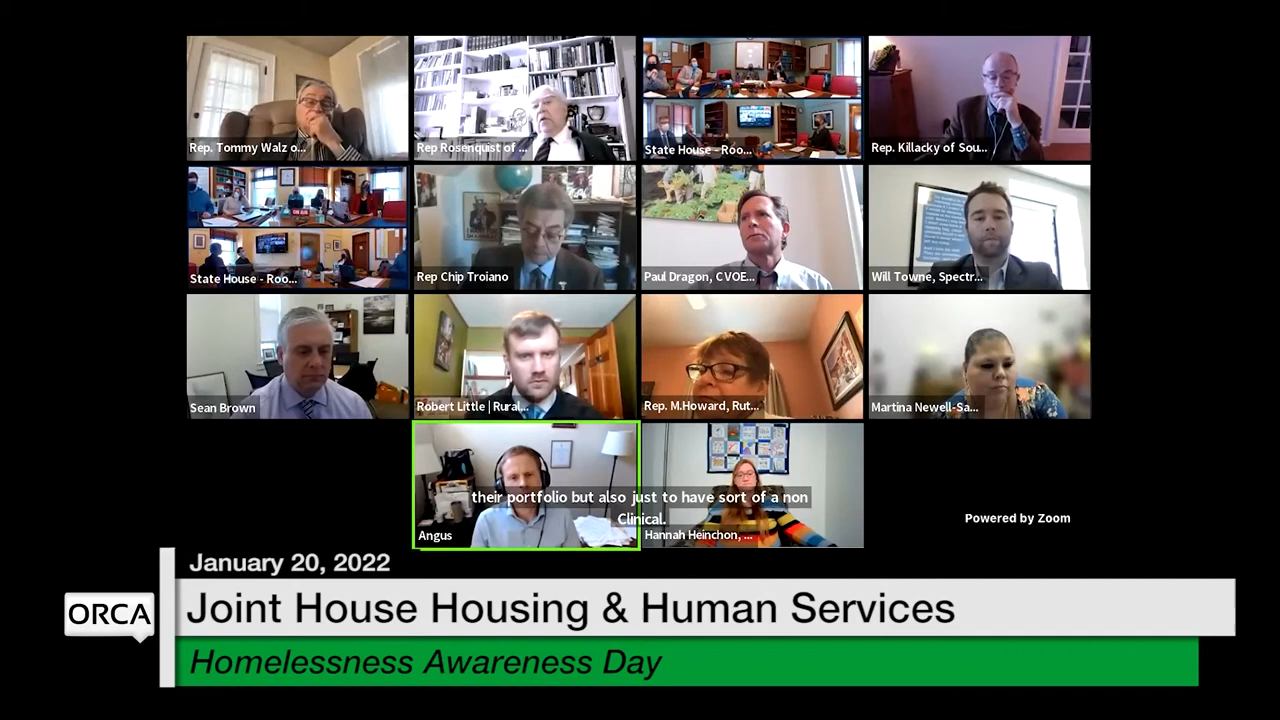 Rep. Tommy Walz o...
Rep Rosenquist of ...
State House - Roo...
Rep. Killacky of Sou...
State House - Roo...
Rep Chip Troiano
Paul Dragon, CVOE...
Will Towne, Spectr...
Sean Brown
Robert Little | Rural...
Rep. M.Howard, Rut...
Martina Newell-Sa...
their portfolio but also just to have sort of a non
Clinical.
Angus
Hannah Heinchon, ...
Powered by Zoom
January 20, 2022
ORCA
Joint House Housing & Human Services
Homelessness Awareness Day